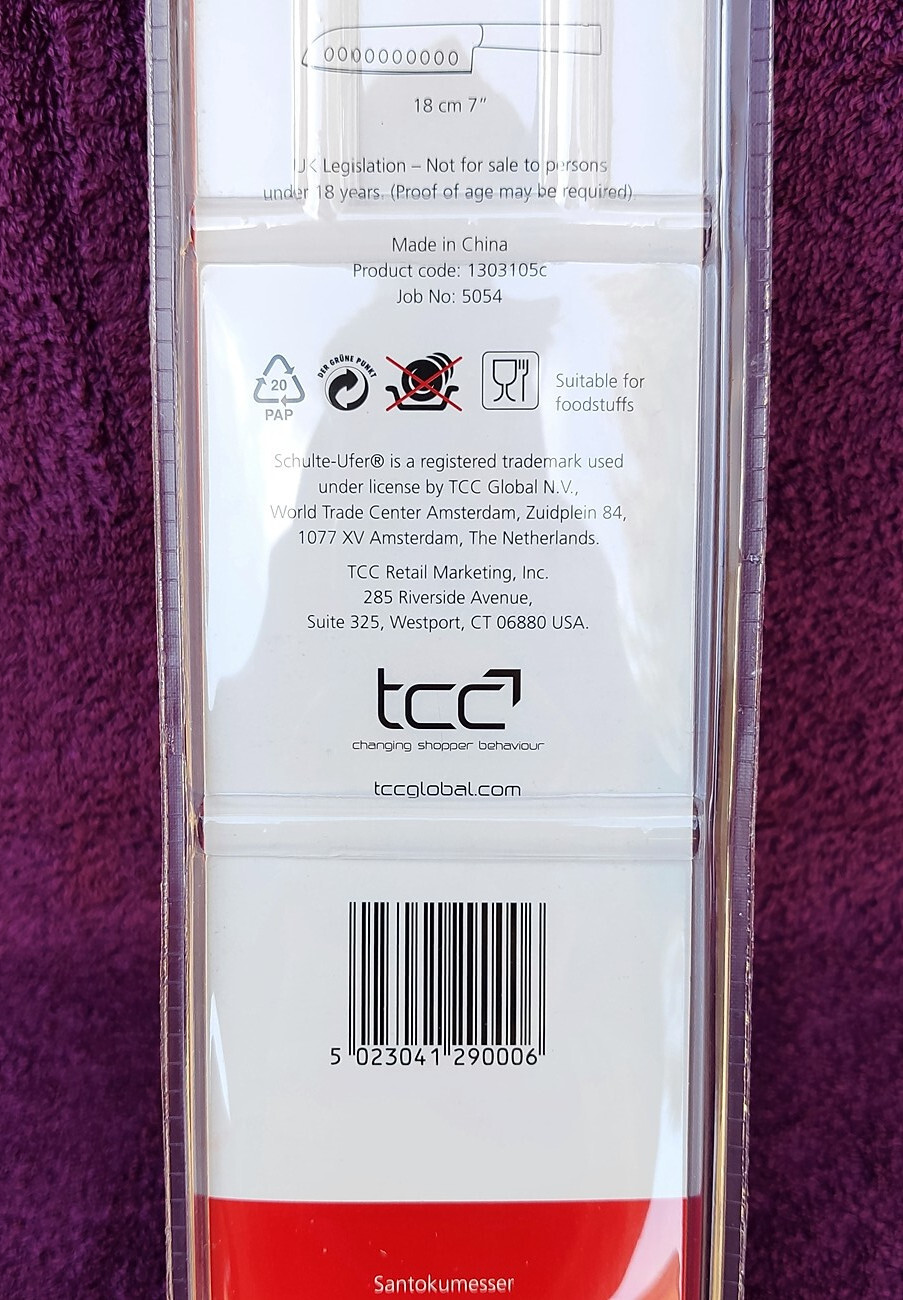 18 cm 7″
UK Legislation – Not for sale to persons
under 18 years. (Proof of age may be required)
Made in China
Product code: 1303105c
Job No: 5054
20
PAP
DER GRÜNE PUNKT
Suitable for
foodstuffs
Schulte-Ufer® is a registered trademark used
under license by TCC Global N.V.,
World Trade Center Amsterdam, Zuidplein 84,
1077 XV Amsterdam, The Netherlands.
TCC Retail Marketing, Inc.
285 Riverside Avenue,
Suite 325, Westport, CT 06880 USA.
tcc
changing shopper behaviour
tccglobal.com
5 023041 290006
Santokumesser